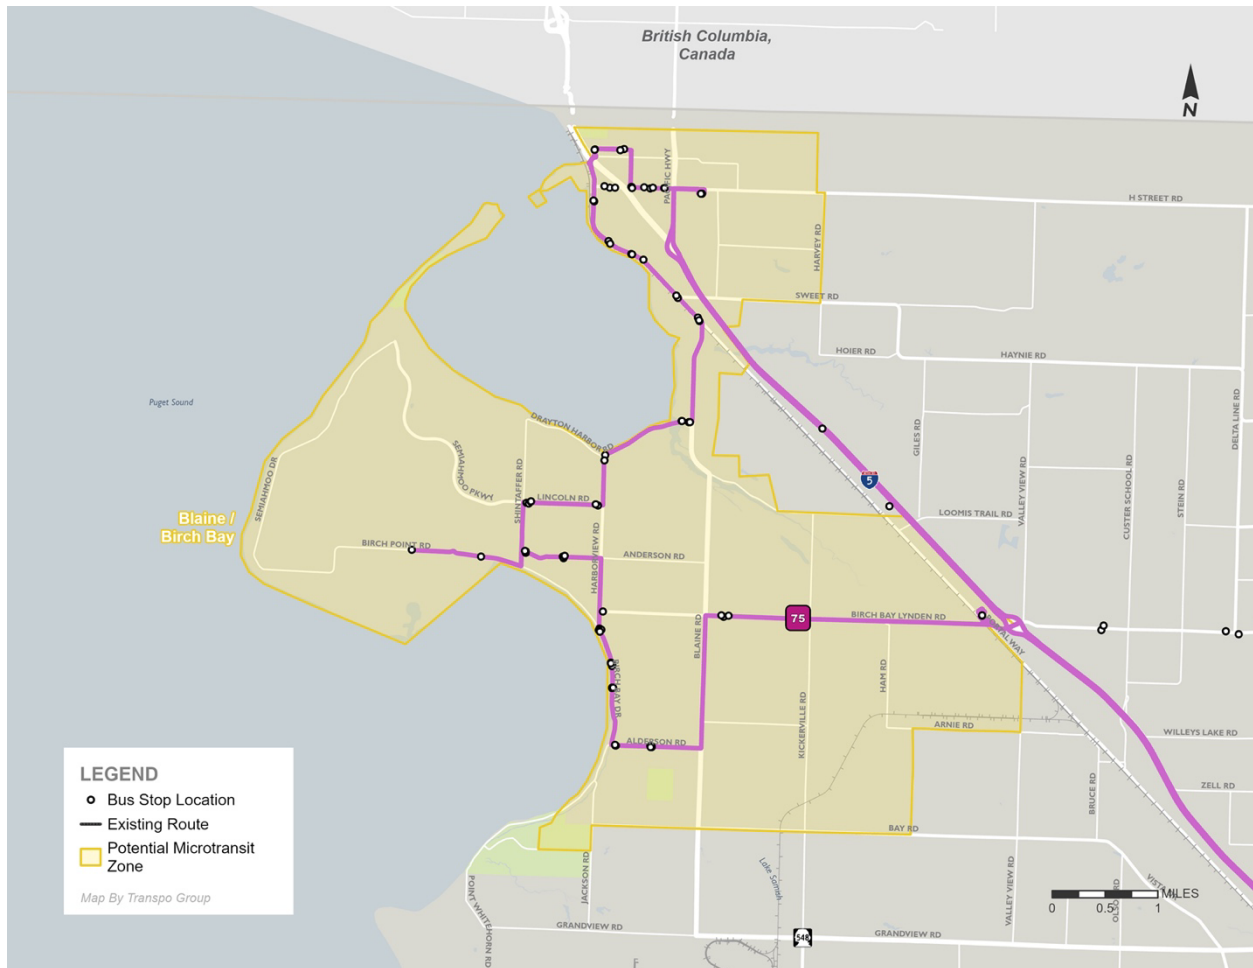 British Columbia,
Canada
N
PACIFIC HWY
H STREET RD
HARVEY RD
SWEET RD
HOIER RD
HAYNIE RD
DELTA LINE RD
Puget Sound
DRAYTON HARBOR RD
GILES RD
SEMIAHMOO DR
SEMIAHMOO PKWY
SHINTAFFER RD
CUSTER SCHOOL RD
STEIN RD
VALLEY VIEW RD
5
LINCOLN RD
LOOMIS TRAIL RD
Blaine /
Birch Bay
BIRCH POINT RD
HARBORVIEW RD
ANDERSON RD
75
BIRCH BAY LYNDEN RD
BLAINE RD
PORTAL WAY
HAM RD
BIRCH BAY DR
KICKERVILLE RD
ARNIE RD
WILLEYS LAKE RD
ALDERSON RD
BRUCE RD
ZELL RD
LEGEND
Bus Stop Location
Existing Route
Potential Microtransit
Zone
Map By Transpo Group
BAY RD
JACKSON RD
POINT WHITEHORN RD
Lake Samish
VALLEY VIEW RD
OLSON RD
VISTA
MILES
0 0.5 1
GRANDVIEW RD
548
GRANDVIEW RD